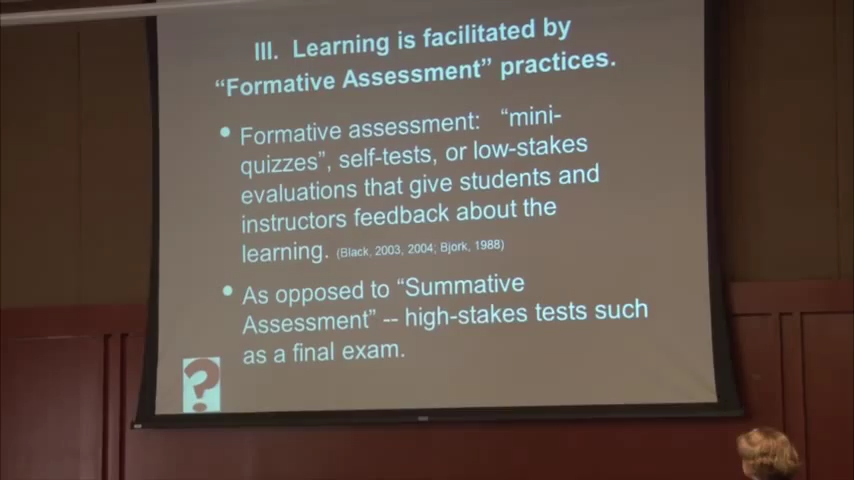 III. Learning is facilitated by
“Formative Assessment” practices.
• Formative assessment: “mini-
quizzes”, self-tests, or low-stakes
evaluations that give students and
instructors feedback about the
learning. (Black, 2003, 2004; Bjork, 1988)
• As opposed to “Summative
Assessment” -- high-stakes tests such
as a final exam.
?